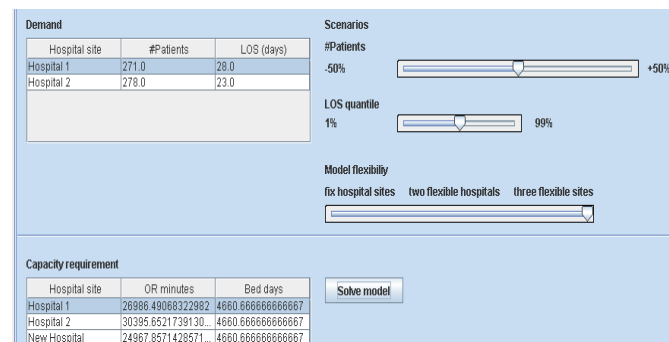 Demand
Hospital site #Patients LOS (days)
Hospital 1 271.0 28.0
Hospital 2 278.0 23.0
Scenarios
#Patients
-50% +50%
LOS quantile
1% 99%
Model flexibiliy
fix hospital sites two flexible hospitals three flexible sites
Capacity requirement
Hospital site OR minutes Bed days
Hospital 1 26986.49068322982 4660.666666666667
Hospital 2 30395.6521739130... 4660.666666666667
New Hospital 24967.8571428571... 4660.666666666667
Solve model